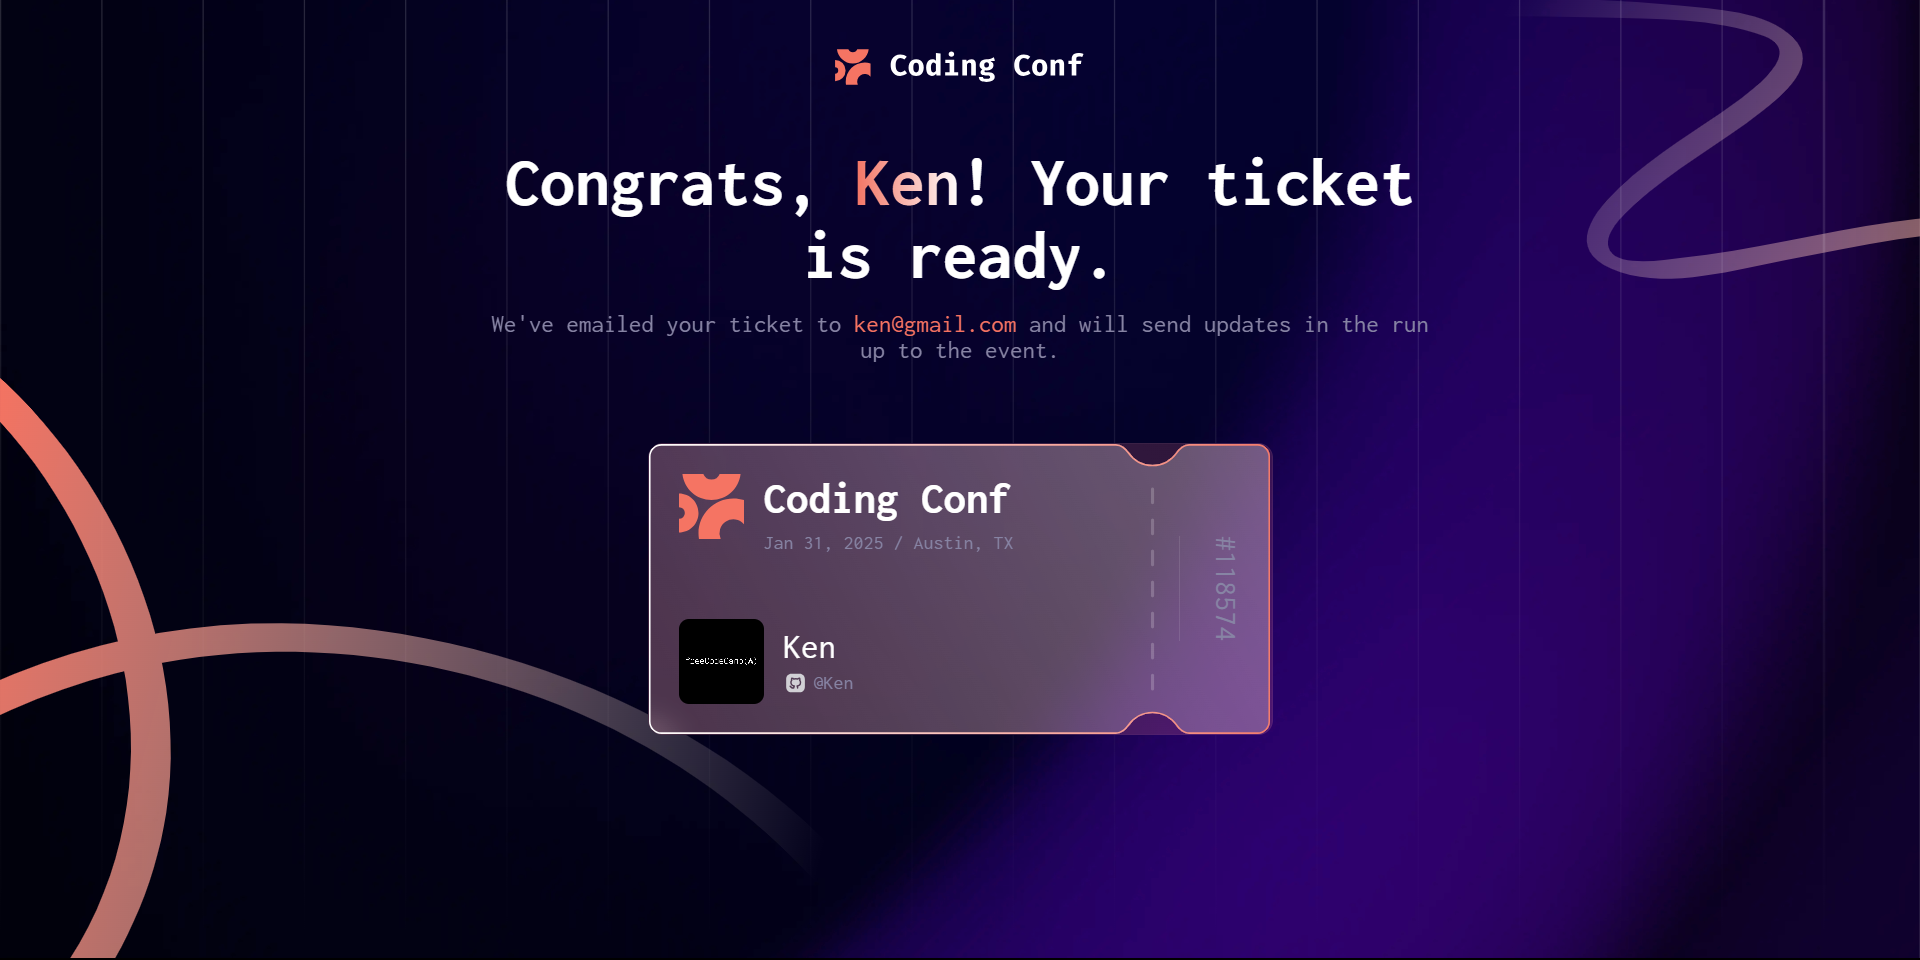 Coding Conf
Congrats, Ken! Your ticket
is ready.
We've emailed your ticket to ken@gmail.com and will send updates in the run
up to the event.
Coding Conf
Jan 31, 2025 / Austin, TX
#118574
Ken
@Ken